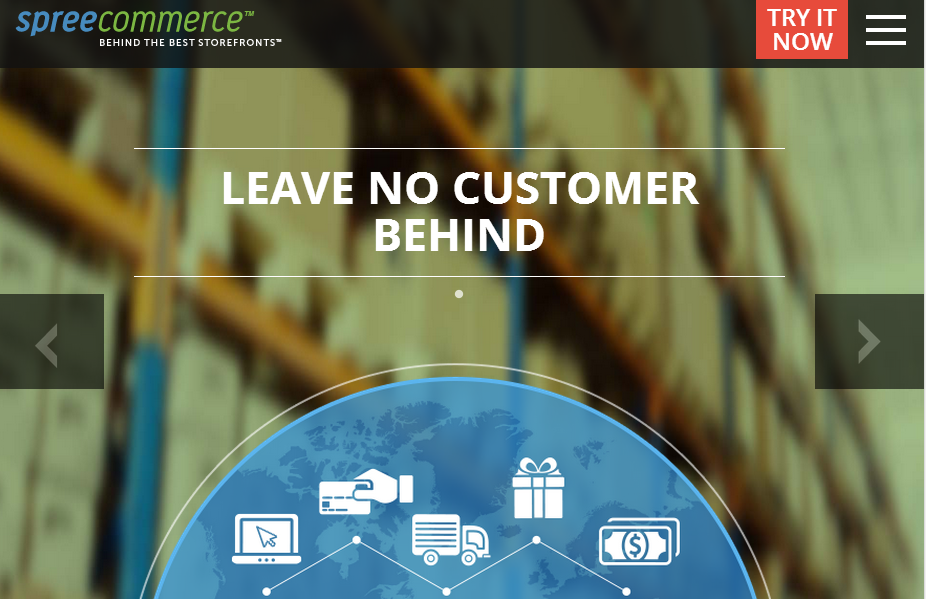 spreecommerce™
BEHIND THE BEST STOREFRONTS™
TRY IT
NOW
LEAVE NO CUSTOMER
BEHIND
$